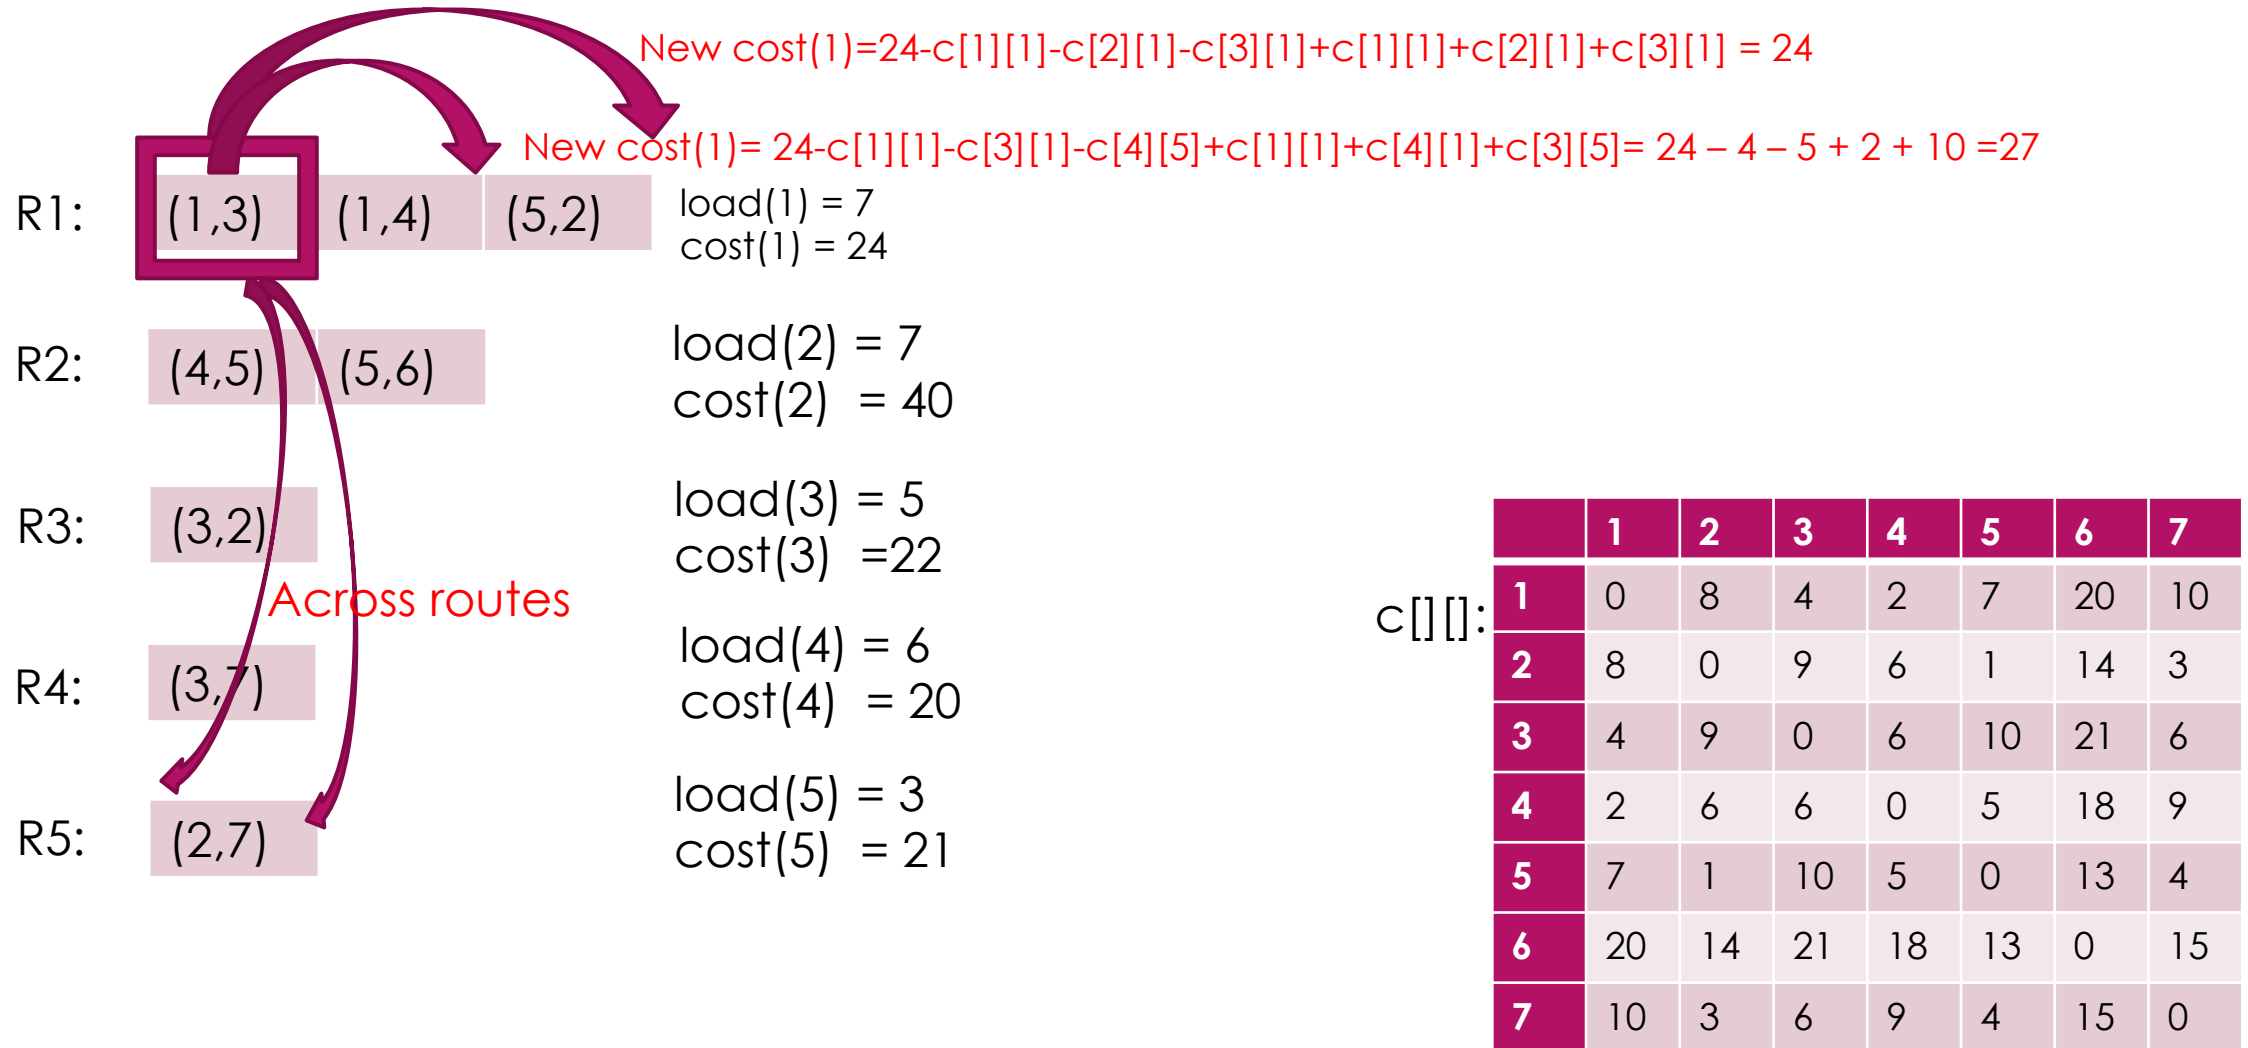 New cost(1)=24-c[1][1]-c[2][1]-c[3][1]+c[1][1]+c[2][1]+c[3][1] = 24
New cost(1)= 24-c[1][1]-c[3][1]-c[4][5]+c[1][1]+c[4][1]+c[3][5]= 24 – 4 – 5 + 2 + 10 =27
R1: (1,3) (1,4) (5,2)
load(1) = 7
cost(1) = 24
R2: (4,5) (5,6)
load(2) = 7
cost(2) = 40
R3: (3,2)
load(3) = 5
cost(3) =22
Across routes
R4: (3,7)
load(4) = 6
cost(4) = 20
R5: (2,7)
load(5) = 3
cost(5) = 21
c[][]:
1 2 3 4 5 6 7
1 0 8 4 2 7 20 10
2 8 0 9 6 1 14 3
3 4 9 0 6 10 21 6
4 2 6 6 0 5 18 9
5 7 1 10 5 0 13 4
6 20 14 21 18 13 0 15
7 10 3 6 9 4 15 0